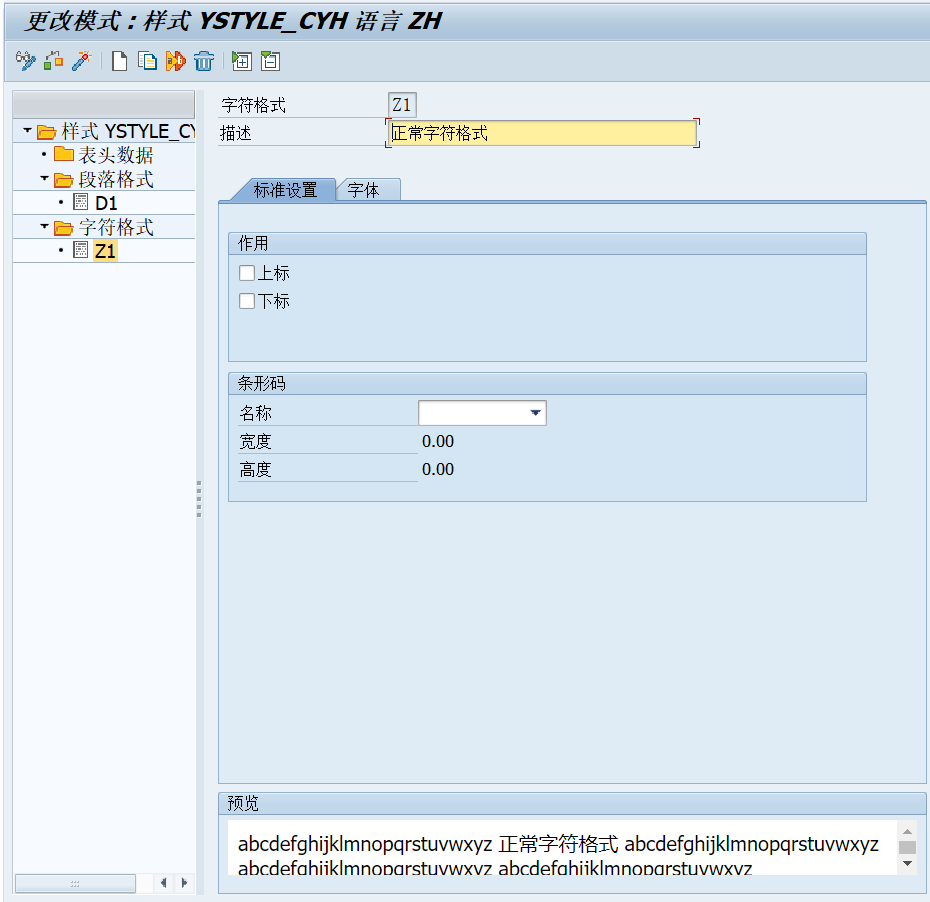 更改模式：样式 YSTYLE_CYH 语言 ZH
样式 YSTYLE_CY
表头数据
段落格式
D1
字符格式
Z1
字符格式 Z1
描述 正常字符格式
标准设置 字体
作用
上标
下标
条形码
名称
宽度 0.00
高度 0.00
预览
abcdefghijklmnopqrstuvwxyz 正常字符格式 abcdefghijklmnopqrstuvwxyz
abcdefghijklmnopqrstuvwxyz abcdefghijklmnopqrstuvwxyz